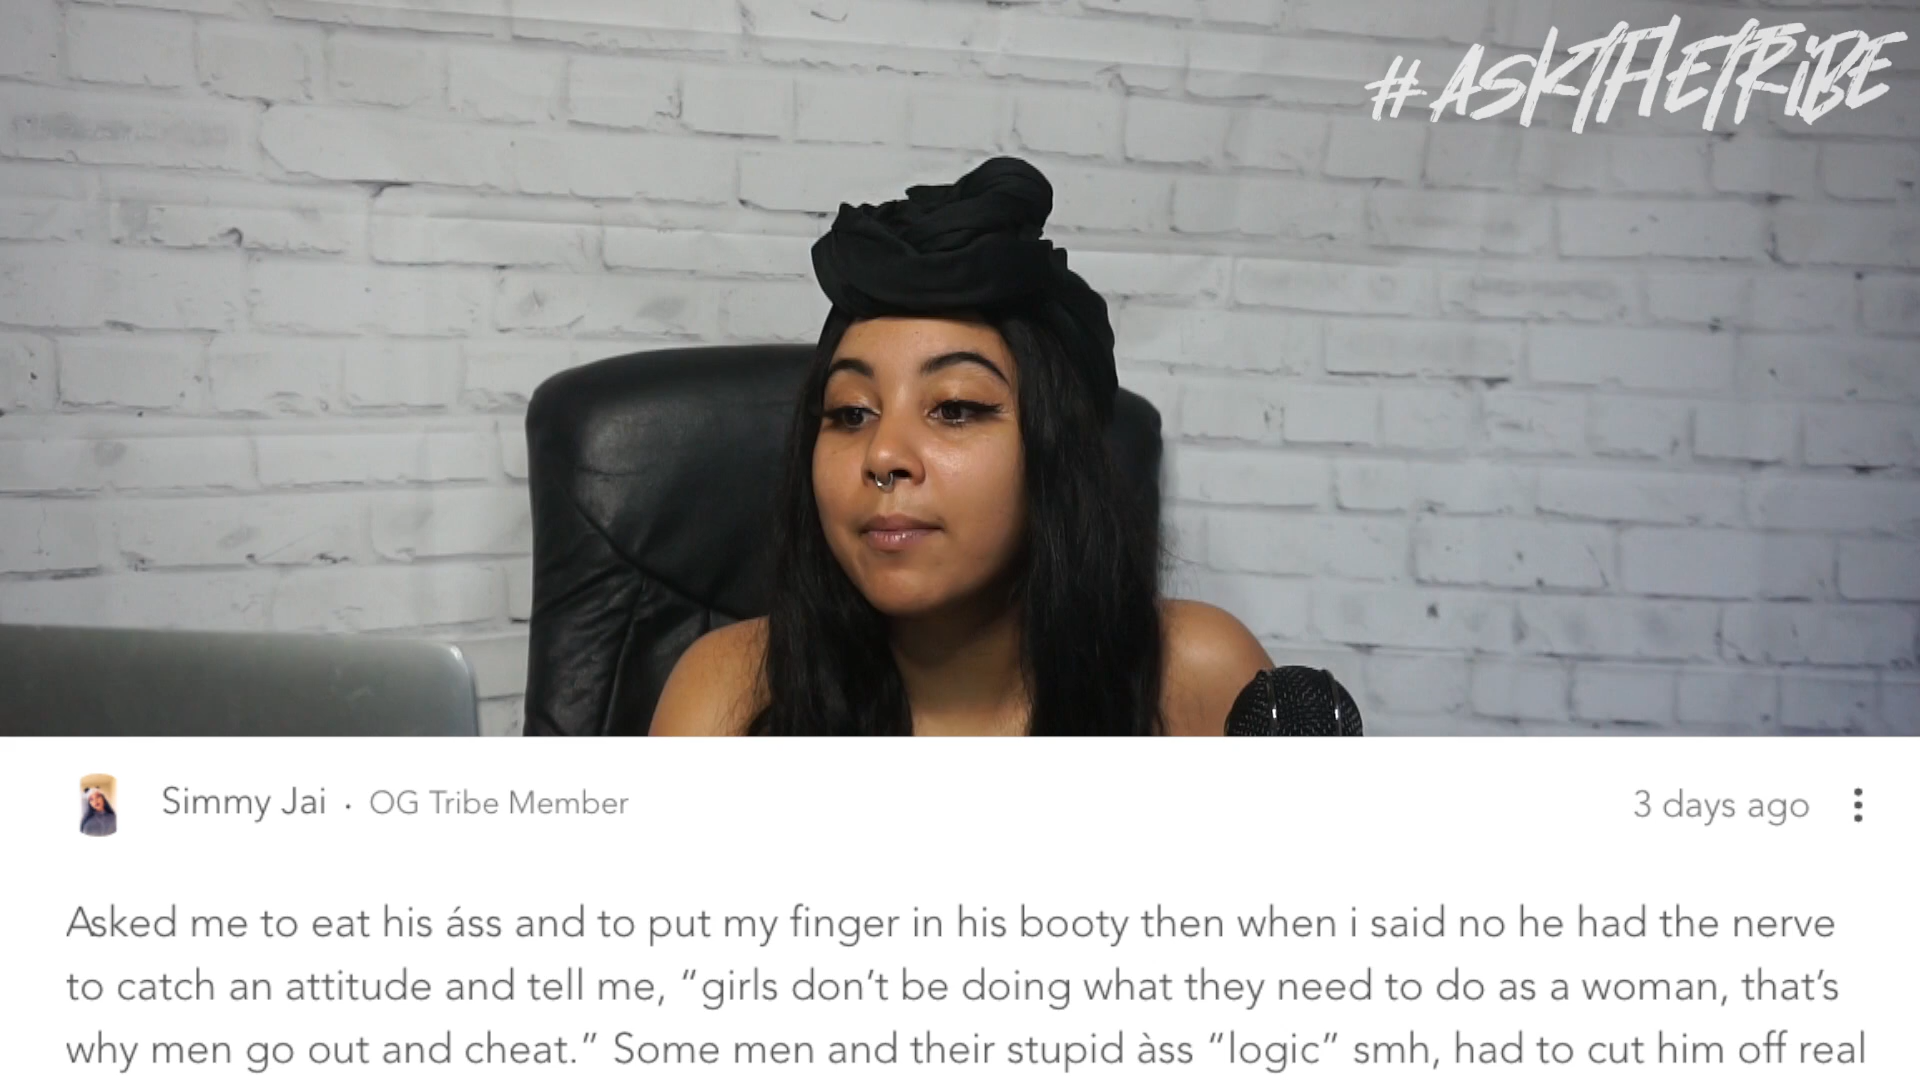 #ASKTHETRiBE
Simmy Jai · OG Tribe Member
3 days ago
Asked me to eat his áss and to put my finger in his booty then when i said no he had the nerve
to catch an attitude and tell me, “girls don’t be doing what they need to do as a woman, that’s
why men go out and cheat.” Some men and their stupid àss “logic” smh, had to cut him off real